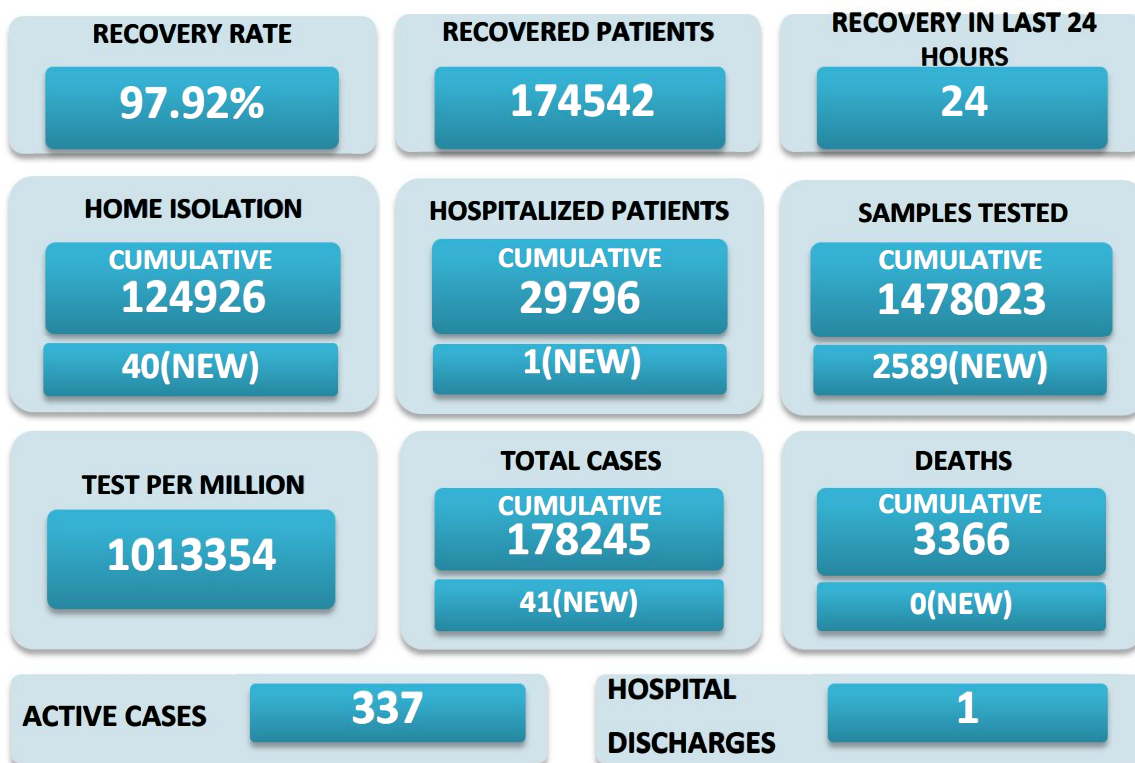 RECOVERY RATE
97.92%
RECOVERED PATIENTS
174542
RECOVERY IN LAST 24
HOURS
24
HOME ISOLATION
CUMULATIVE
124926
40(NEW)
HOSPITALIZED PATIENTS
CUMULATIVE
29796
1(NEW)
SAMPLES TESTED
CUMULATIVE
1478023
2589(NEW)
TEST PER MILLION
1013354
TOTAL CASES
CUMULATIVE
178245
41(NEW)
DEATHS
CUMULATIVE
3366
0(NEW)
ACTIVE CASES
337
HOSPITAL
DISCHARGES
1